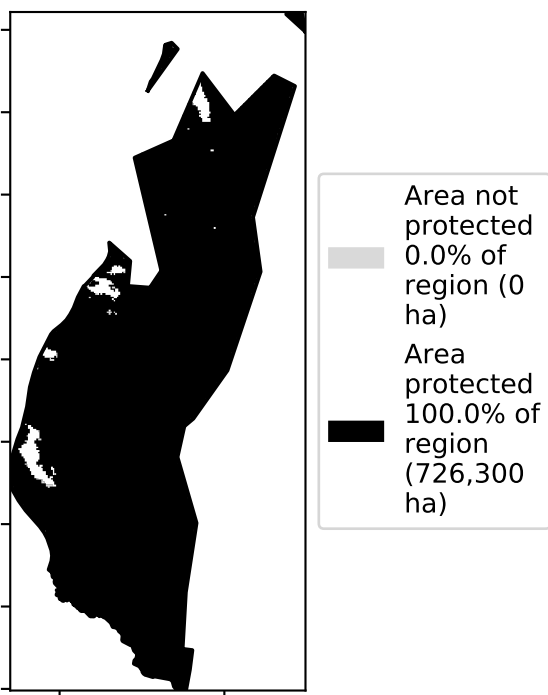 Area not
protected
0.0% of
region (0
ha)
Area
protected
100.0% of
region
(726,300
ha)